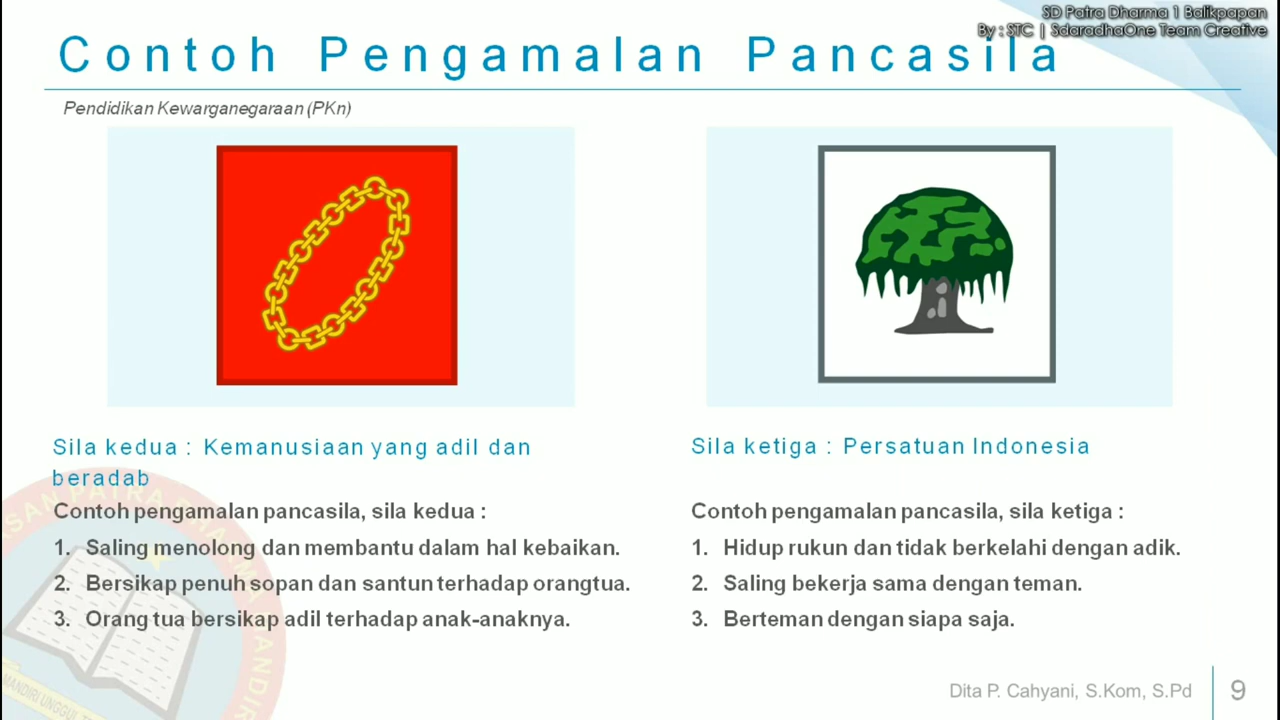 SD Patra Dharma 1 Balikpapan
By : STC | SdaradhaOne Team Creative
Contoh Pengamalan Pancasila
Pendidikan Kewarganegaraan (PKn)
Sila kedua : Kemanusiaan yang adil dan
beradab
Contoh pengamalan pancasila, sila kedua :
1. Saling menolong dan membantu dalam hal kebaikan.
2. Bersikap penuh sopan dan santun terhadap orangtua.
3. Orang tua bersikap adil terhadap anak-anaknya.
Sila ketiga : Persatuan Indonesia
Contoh pengamalan pancasila, sila ketiga :
1. Hidup rukun dan tidak berkelahi dengan adik.
2. Saling bekerja sama dengan teman.
3. Berteman dengan siapa saja.
PATRA DHARMA
MANDIRI UNGGUL
Dita P. Cahyani, S.Kom, S.Pd
9